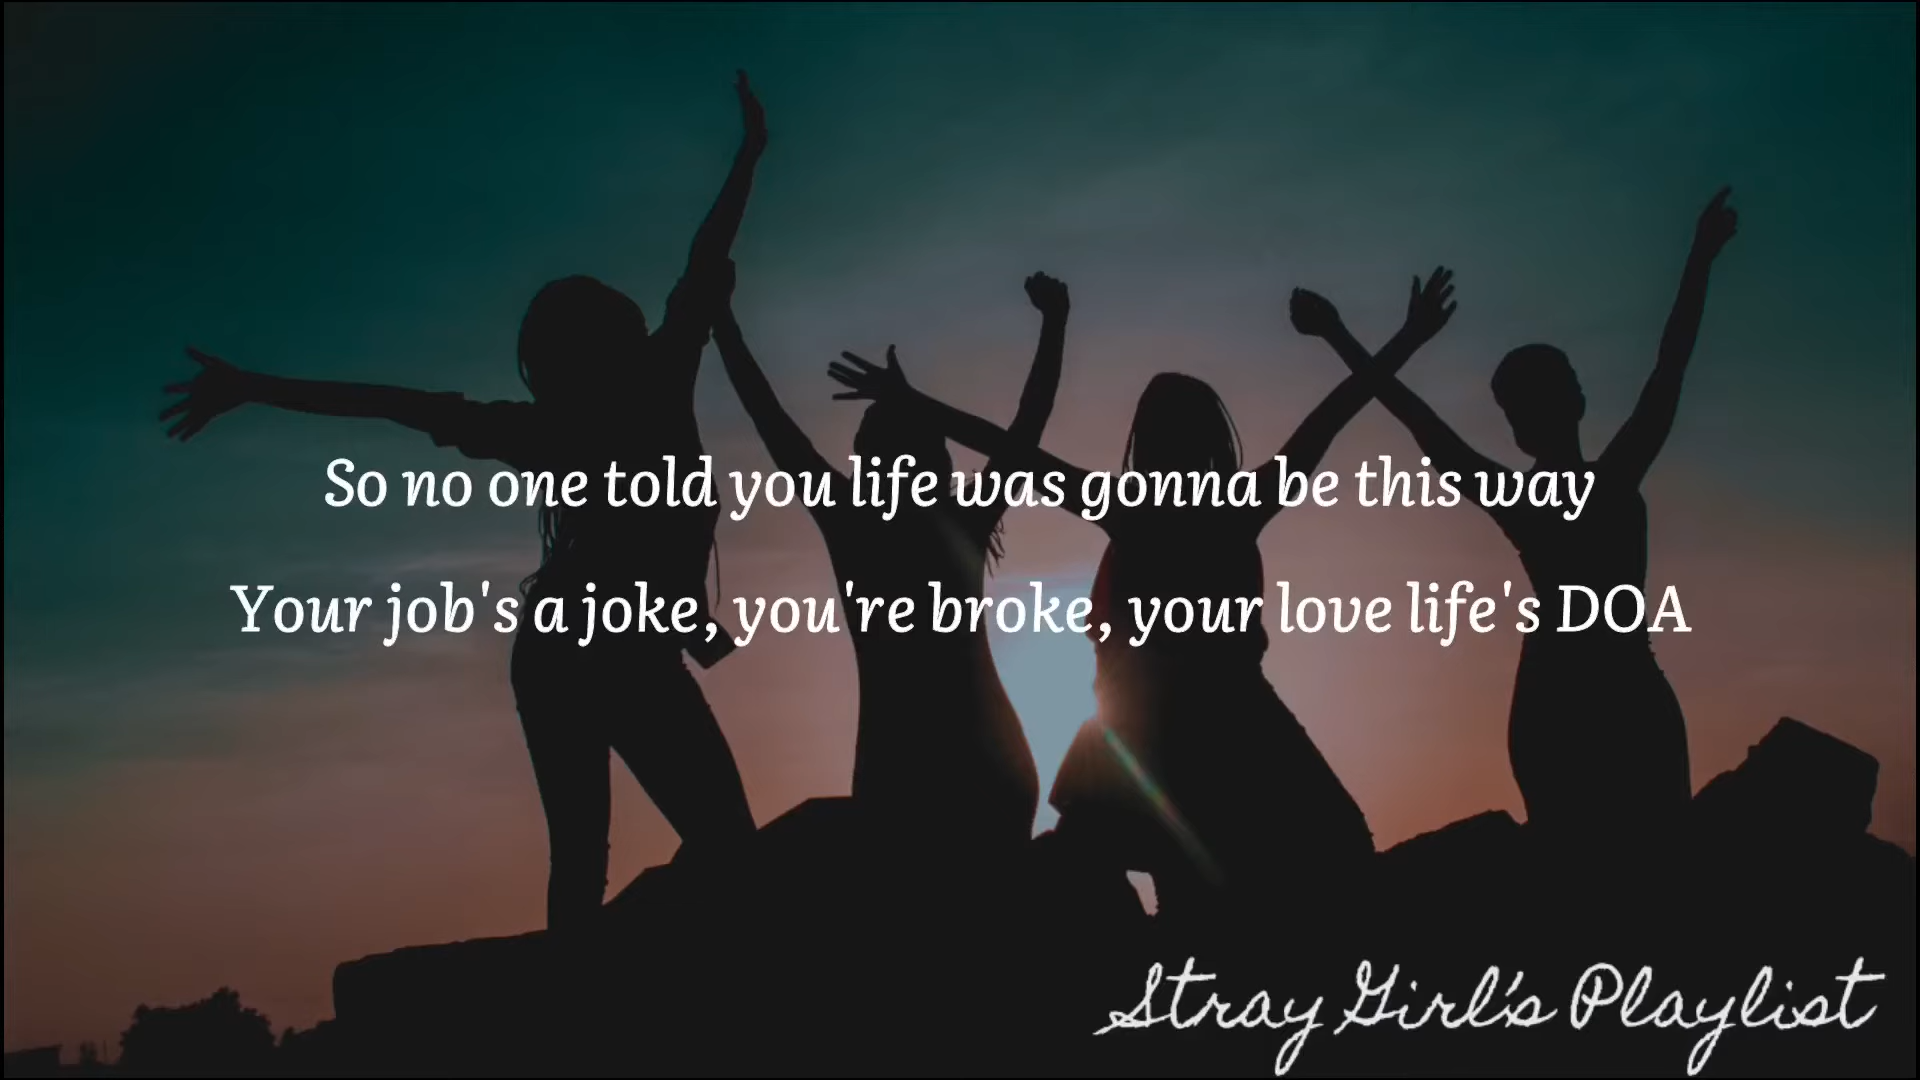 So no one told you life was gonna be this way
Your job's a joke, you're broke, your love life's DOA
Stray Girl's Playlist